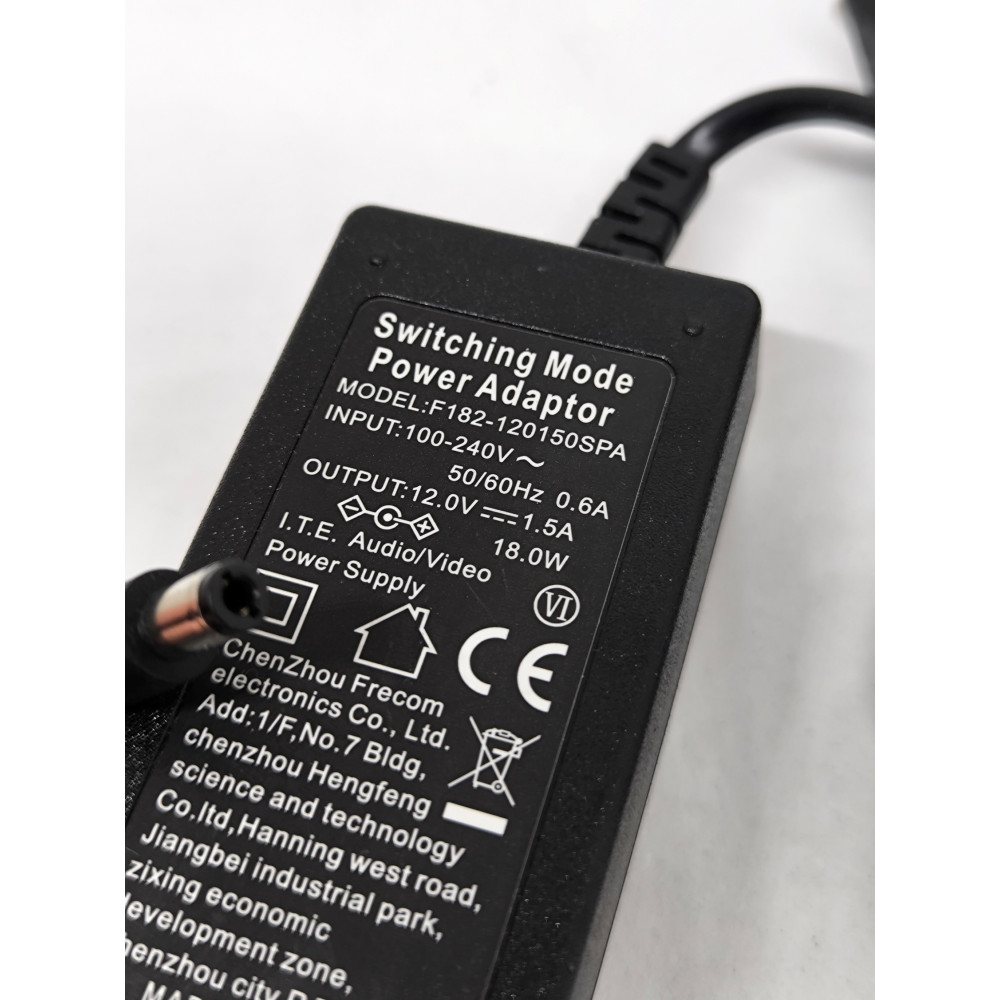 Switching Mode
Power Adaptor
MODEL:F182-120150SPA
INPUT:100-240V~
50/60Hz 0.6A
OUTPUT:12.0V⎓1.5A
18.0W
I.T.E. Audio/Video
Power Supply
VI
CE
ChenZhou Frecom
electronics Co., Ltd.
Add:1/F,No.7 Bldg,
chenzhou Hengfeng
science and technology
Co.ltd,Hanning west road,
Jiangbei industrial park,
zixing economic
development zone,
city